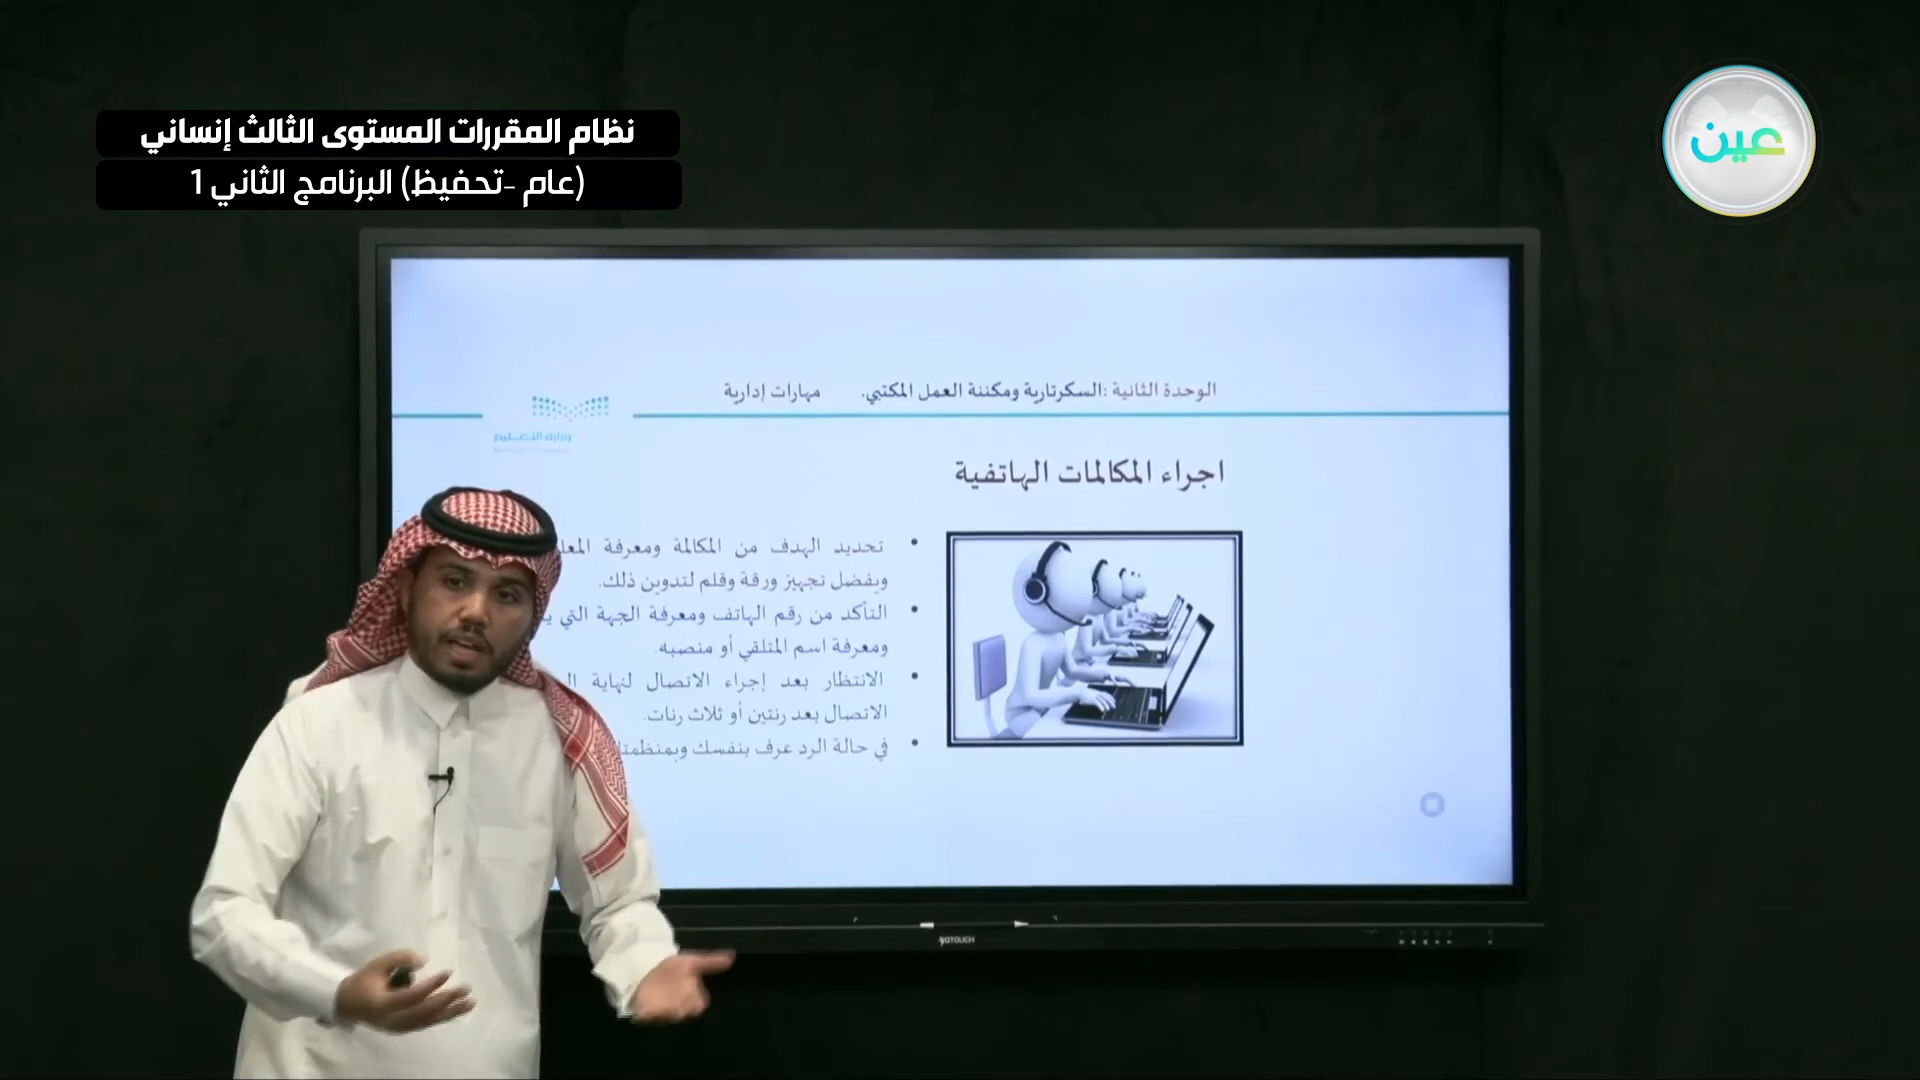 نظام المقررات المستوى الثالث إنساني
(عام -تحفيظ) البرنامج الثاني 1
عين
الوحدة الثانية :السكرتارية ومكننة العمل المكتبي. مهارات إدارية
وزارة التعليم
اجراء المكالمات الهاتفية
• تحديد الهدف من المكالمة ومعرفة
ويفضل تجهيز ورقة وقلم لتدوين ذلك.
• التأكد من رقم الهاتف ومعرفة الجهة التي
ومعرفة اسم المتلقي أو منصبه.
• الانتظار بعد إجراء الاتصال لنهاية
الاتصال بعد رنتين أو ثلاث رنات.
• في حالة الرد عرف بنفسك